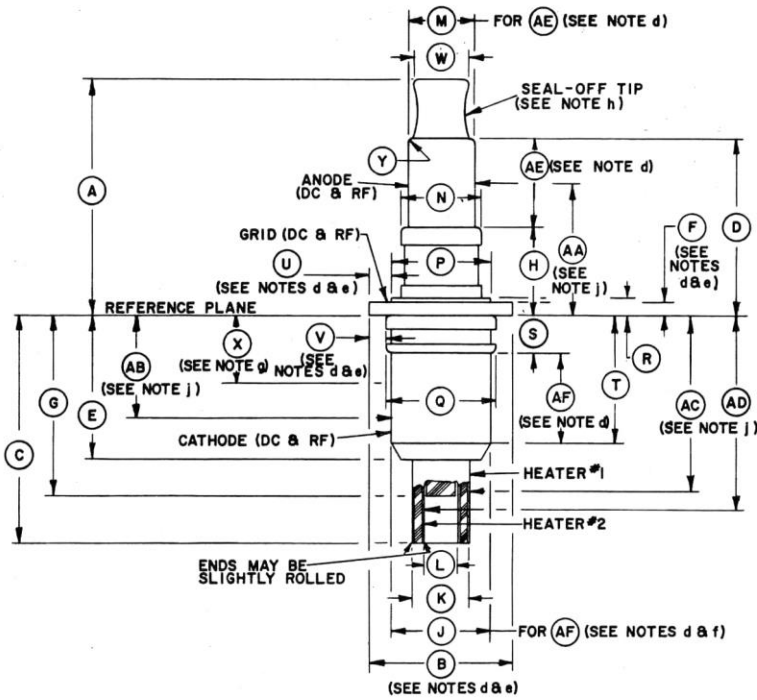 M FOR AE (SEE NOTE d)
W
SEAL-OFF TIP
(SEE NOTE h)
A
Y
AE (SEE NOTE d)
ANODE
(DC & RF)
N
D
GRID (DC & RF)
AA
(SEE
NOTE j)
F
(SEE
NOTES
d&e)
U
(SEE NOTES d & e)
P
H
REFERENCE PLANE
S
R
V
(SEE
NOTES d & e)
X
(SEE NOTE g)
AB
(SEE NOTE j)
T
AC
(SEE NOTE j)
AD
G
E
C
Q
AF
(SEE NOTE d)
CATHODE (DC & RF)
HEATER #1
HEATER #2
ENDS MAY BE
SLIGHTLY ROLLED
L
K
J FOR AF (SEE NOTES d & f)
B
(SEE NOTES d&e)